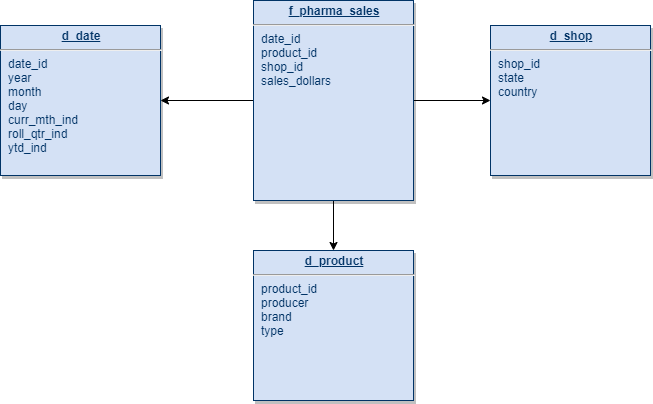 f_pharma_sales
date_id
product_id
shop_id
sales_dollars
d_date
date_id
year
month
day
curr_mth_ind
roll_qtr_ind
ytd_ind
d_shop
shop_id
state
country
d_product
product_id
producer
brand
type